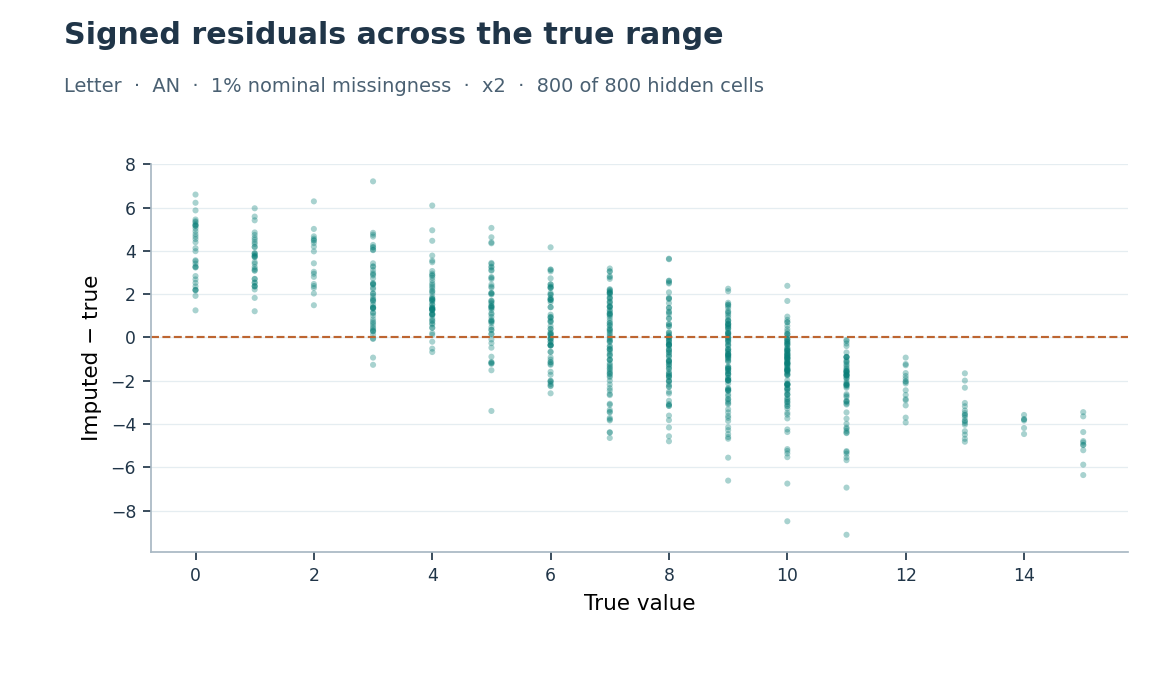 Signed residuals across the true range
Letter · AN · 1% nominal missingness · x2 · 800 of 800 hidden cells
8
6
4
2
0
−2
−4
−6
−8
Imputed − true
0 2 4 6 8 10 12 14
True value